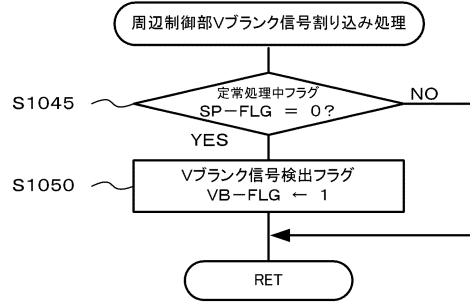 周辺制御部Vブランク信号割り込み処理
S1045
定常処理中フラグ
SP－FLG ＝ 0?
NO
YES
S1050
Vブランク信号検出フラグ
VB－FLG ← 1
RET